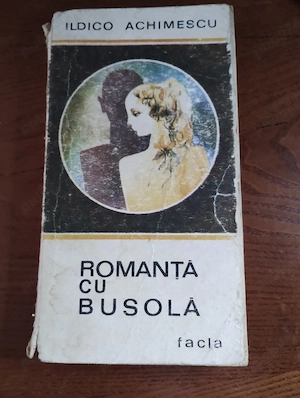 ILDICO ACHIMESCU
ROMANȚĂ
CU
BUSOLĂ
facla